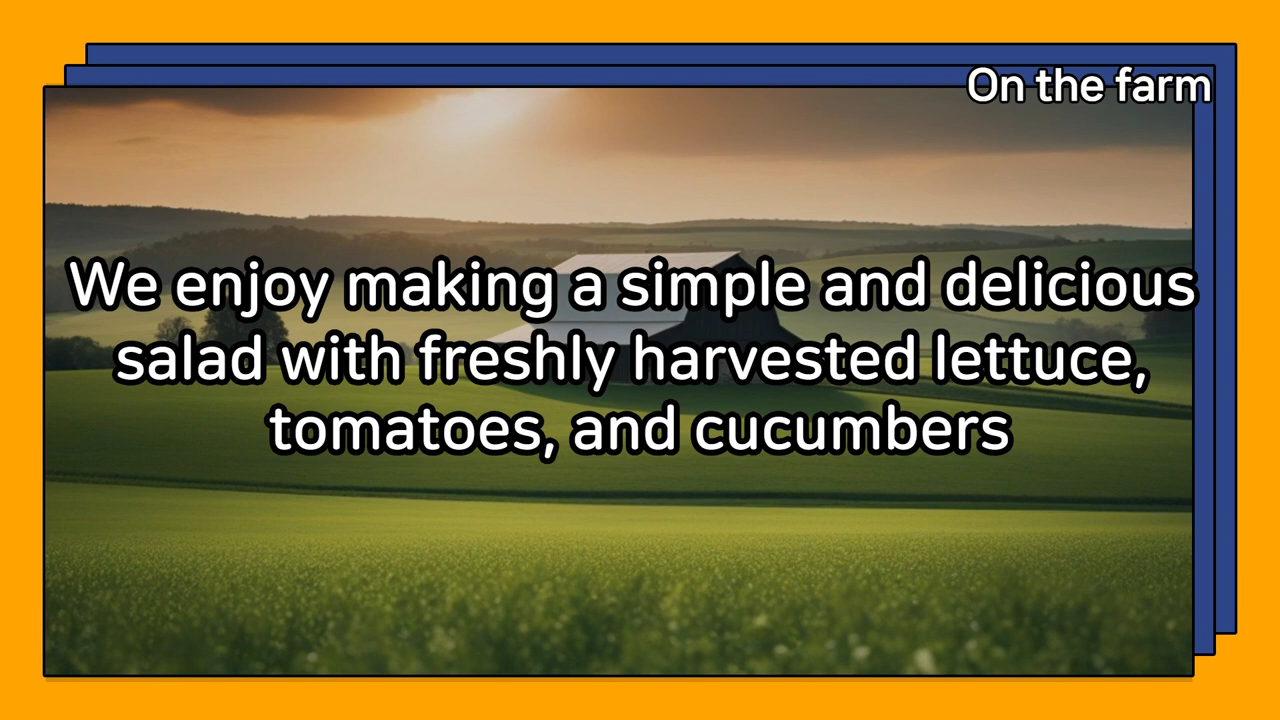 On the farm
We enjoy making a simple and delicious
salad with freshly harvested lettuce,
tomatoes, and cucumbers